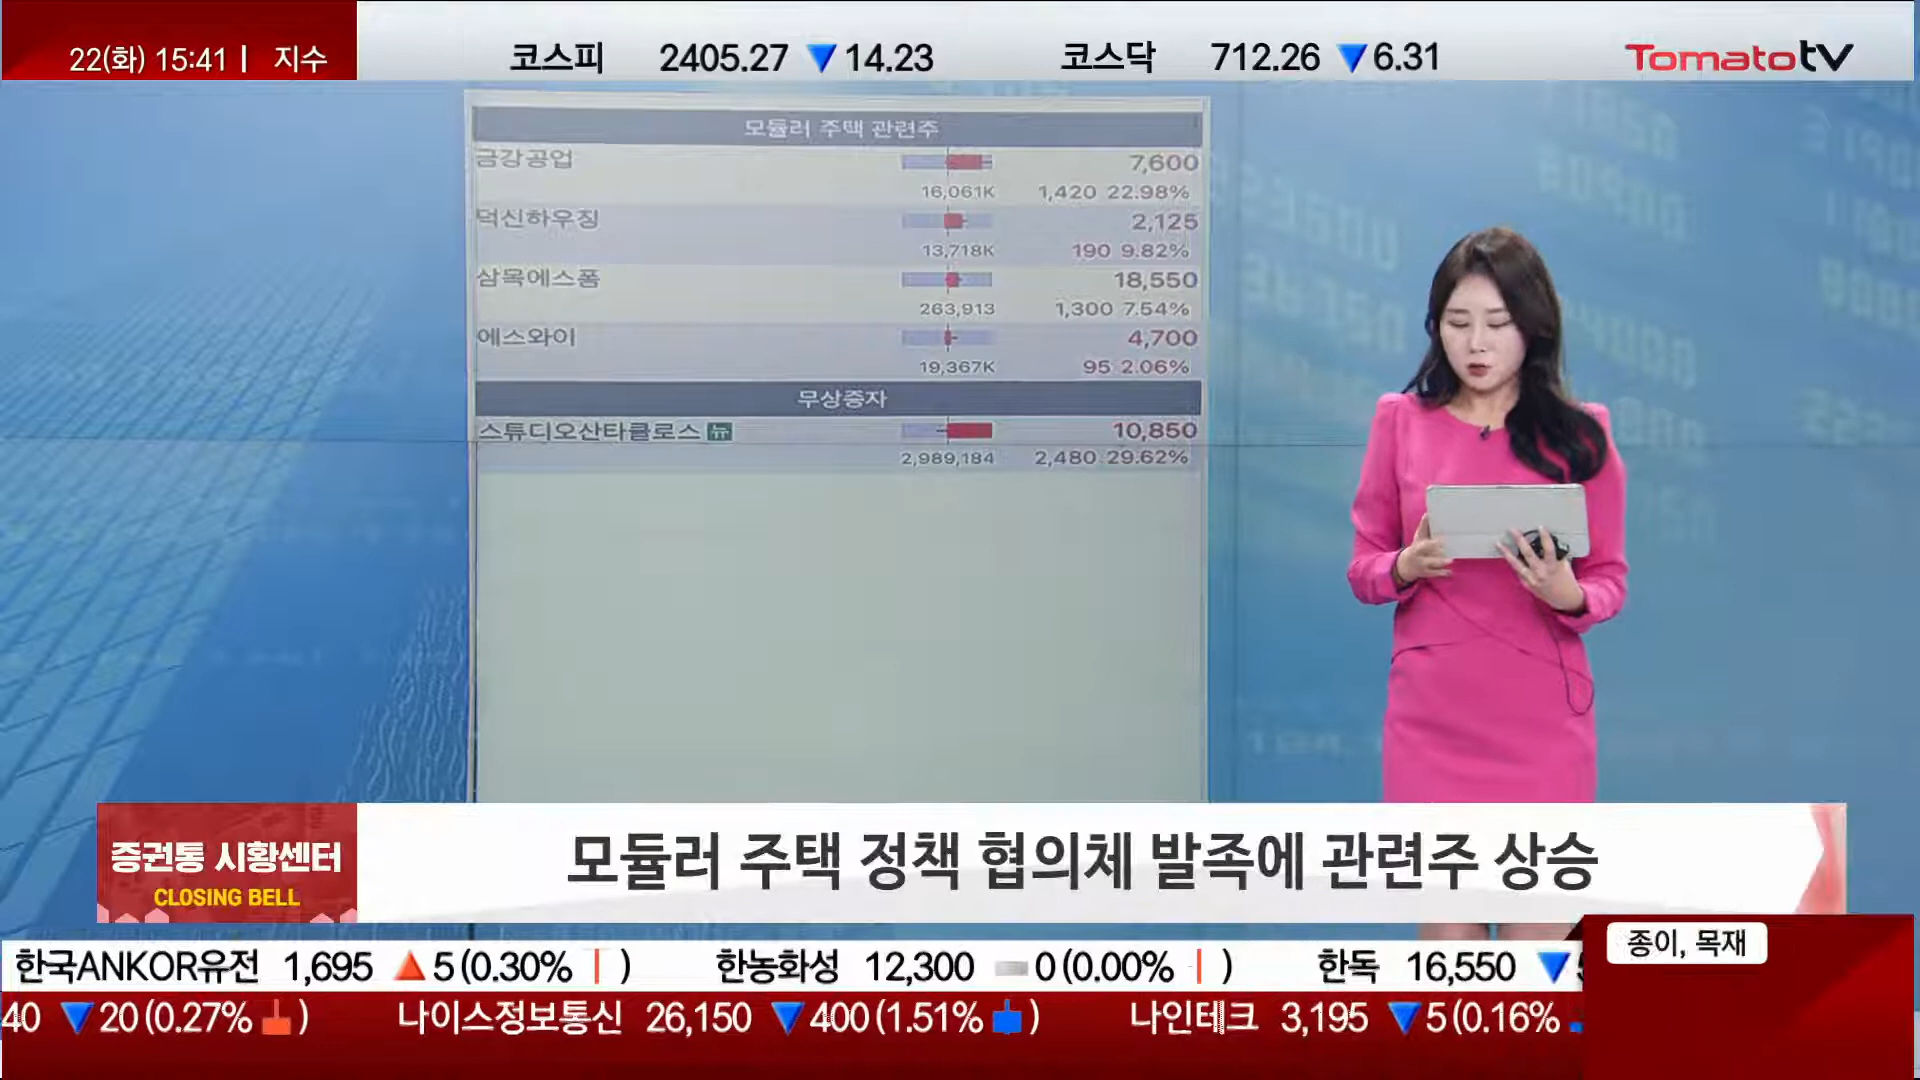 22(화) 15:41 | 지수
코스피 2405.27 ▼14.23
코스닥 712.26 ▼6.31
TomatoTV
모듈러 주택 관련주
금강공업 7,600
16,061K 1,420 22.98%
덕신하우징 2,125
13,718K 190 9.82%
삼목에스폼 18,550
263,913 1,300 7.54%
에스와이 4,700
19,367K 95 2.06%
무상증자
스튜디오산타클로스 뉴 10,850
2,989,184 2,480 29.62%
증권통 시황센터
CLOSING BELL
모듈러 주택 정책 협의체 발족에 관련주 상승
한국ANKOR유전 1,695 ▲5(0.30% ) 한농화성 12,300 0(0.00% ) 한독 16,550 ▼
종이, 목재
40 ▼20(0.27% ) 나이스정보통신 26,150 ▼400(1.51% ) 나인테크 3,195 ▼5(0.16%